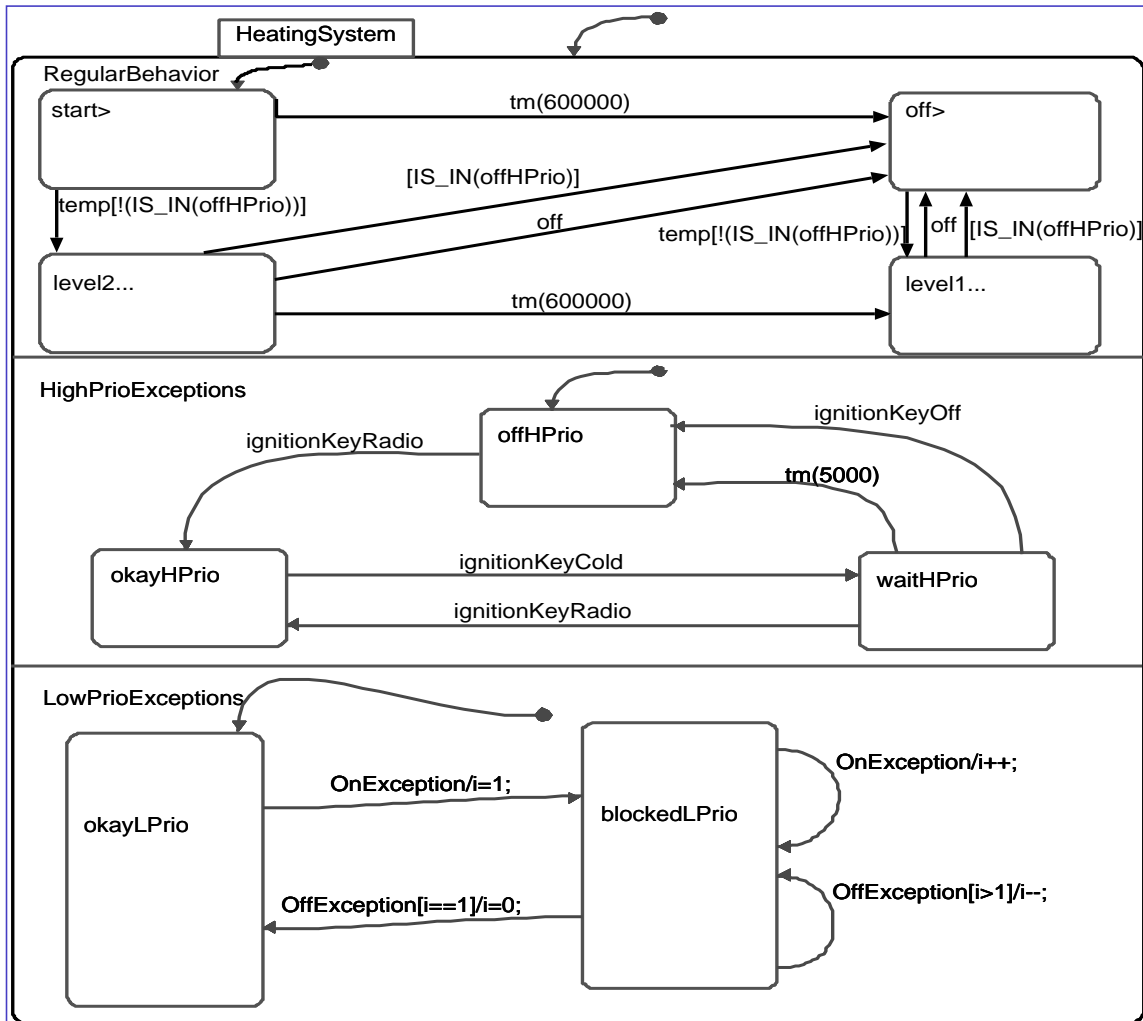 HeatingSystem
RegularBehavior
start>
tm(600000)
off>
[IS_IN(offHPrio)]
temp[!(IS_IN(offHPrio))]
off
temp[!(IS_IN(offHPrio))]
off
[IS_IN(offHPrio)]
level2...
tm(600000)
level1...
HighPrioExceptions
offHPrio
ignitionKeyOff
ignitionKeyRadio
tm(5000)
okayHPrio
ignitionKeyCold
waitHPrio
ignitionKeyRadio
LowPrioExceptions
OnException/i=1;
OnException/i++;
okayLPrio
blockedLPrio
OffException[i==1]/i=0;
OffException[i>1]/i--;